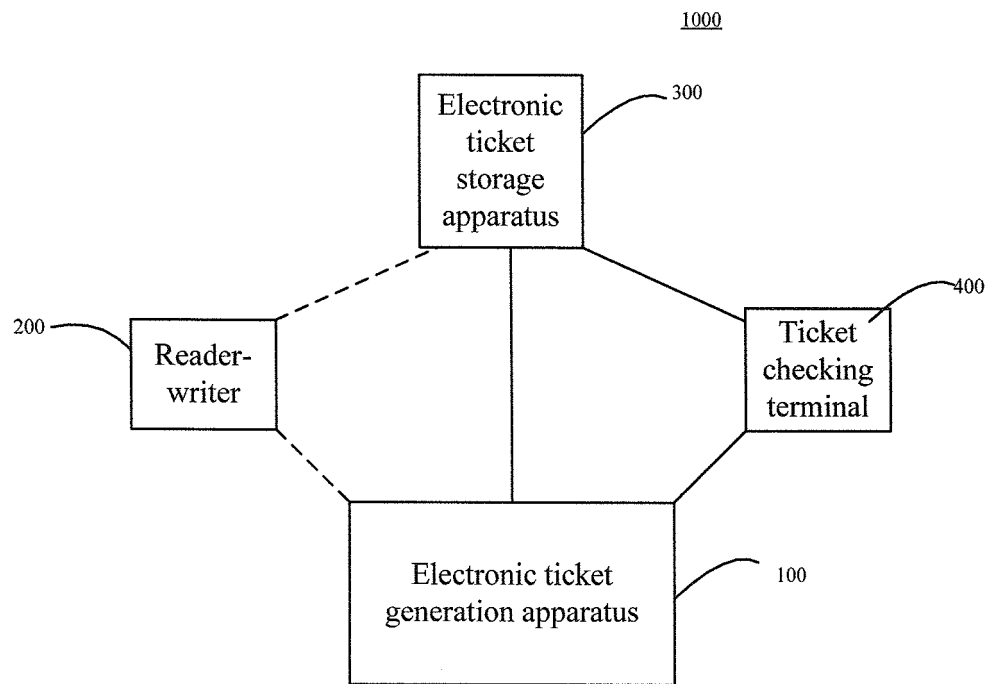 1000
Electronic
ticket
storage
apparatus
300
200
Reader-
writer
400
Ticket
checking
terminal
Electronic ticket
generation apparatus
100